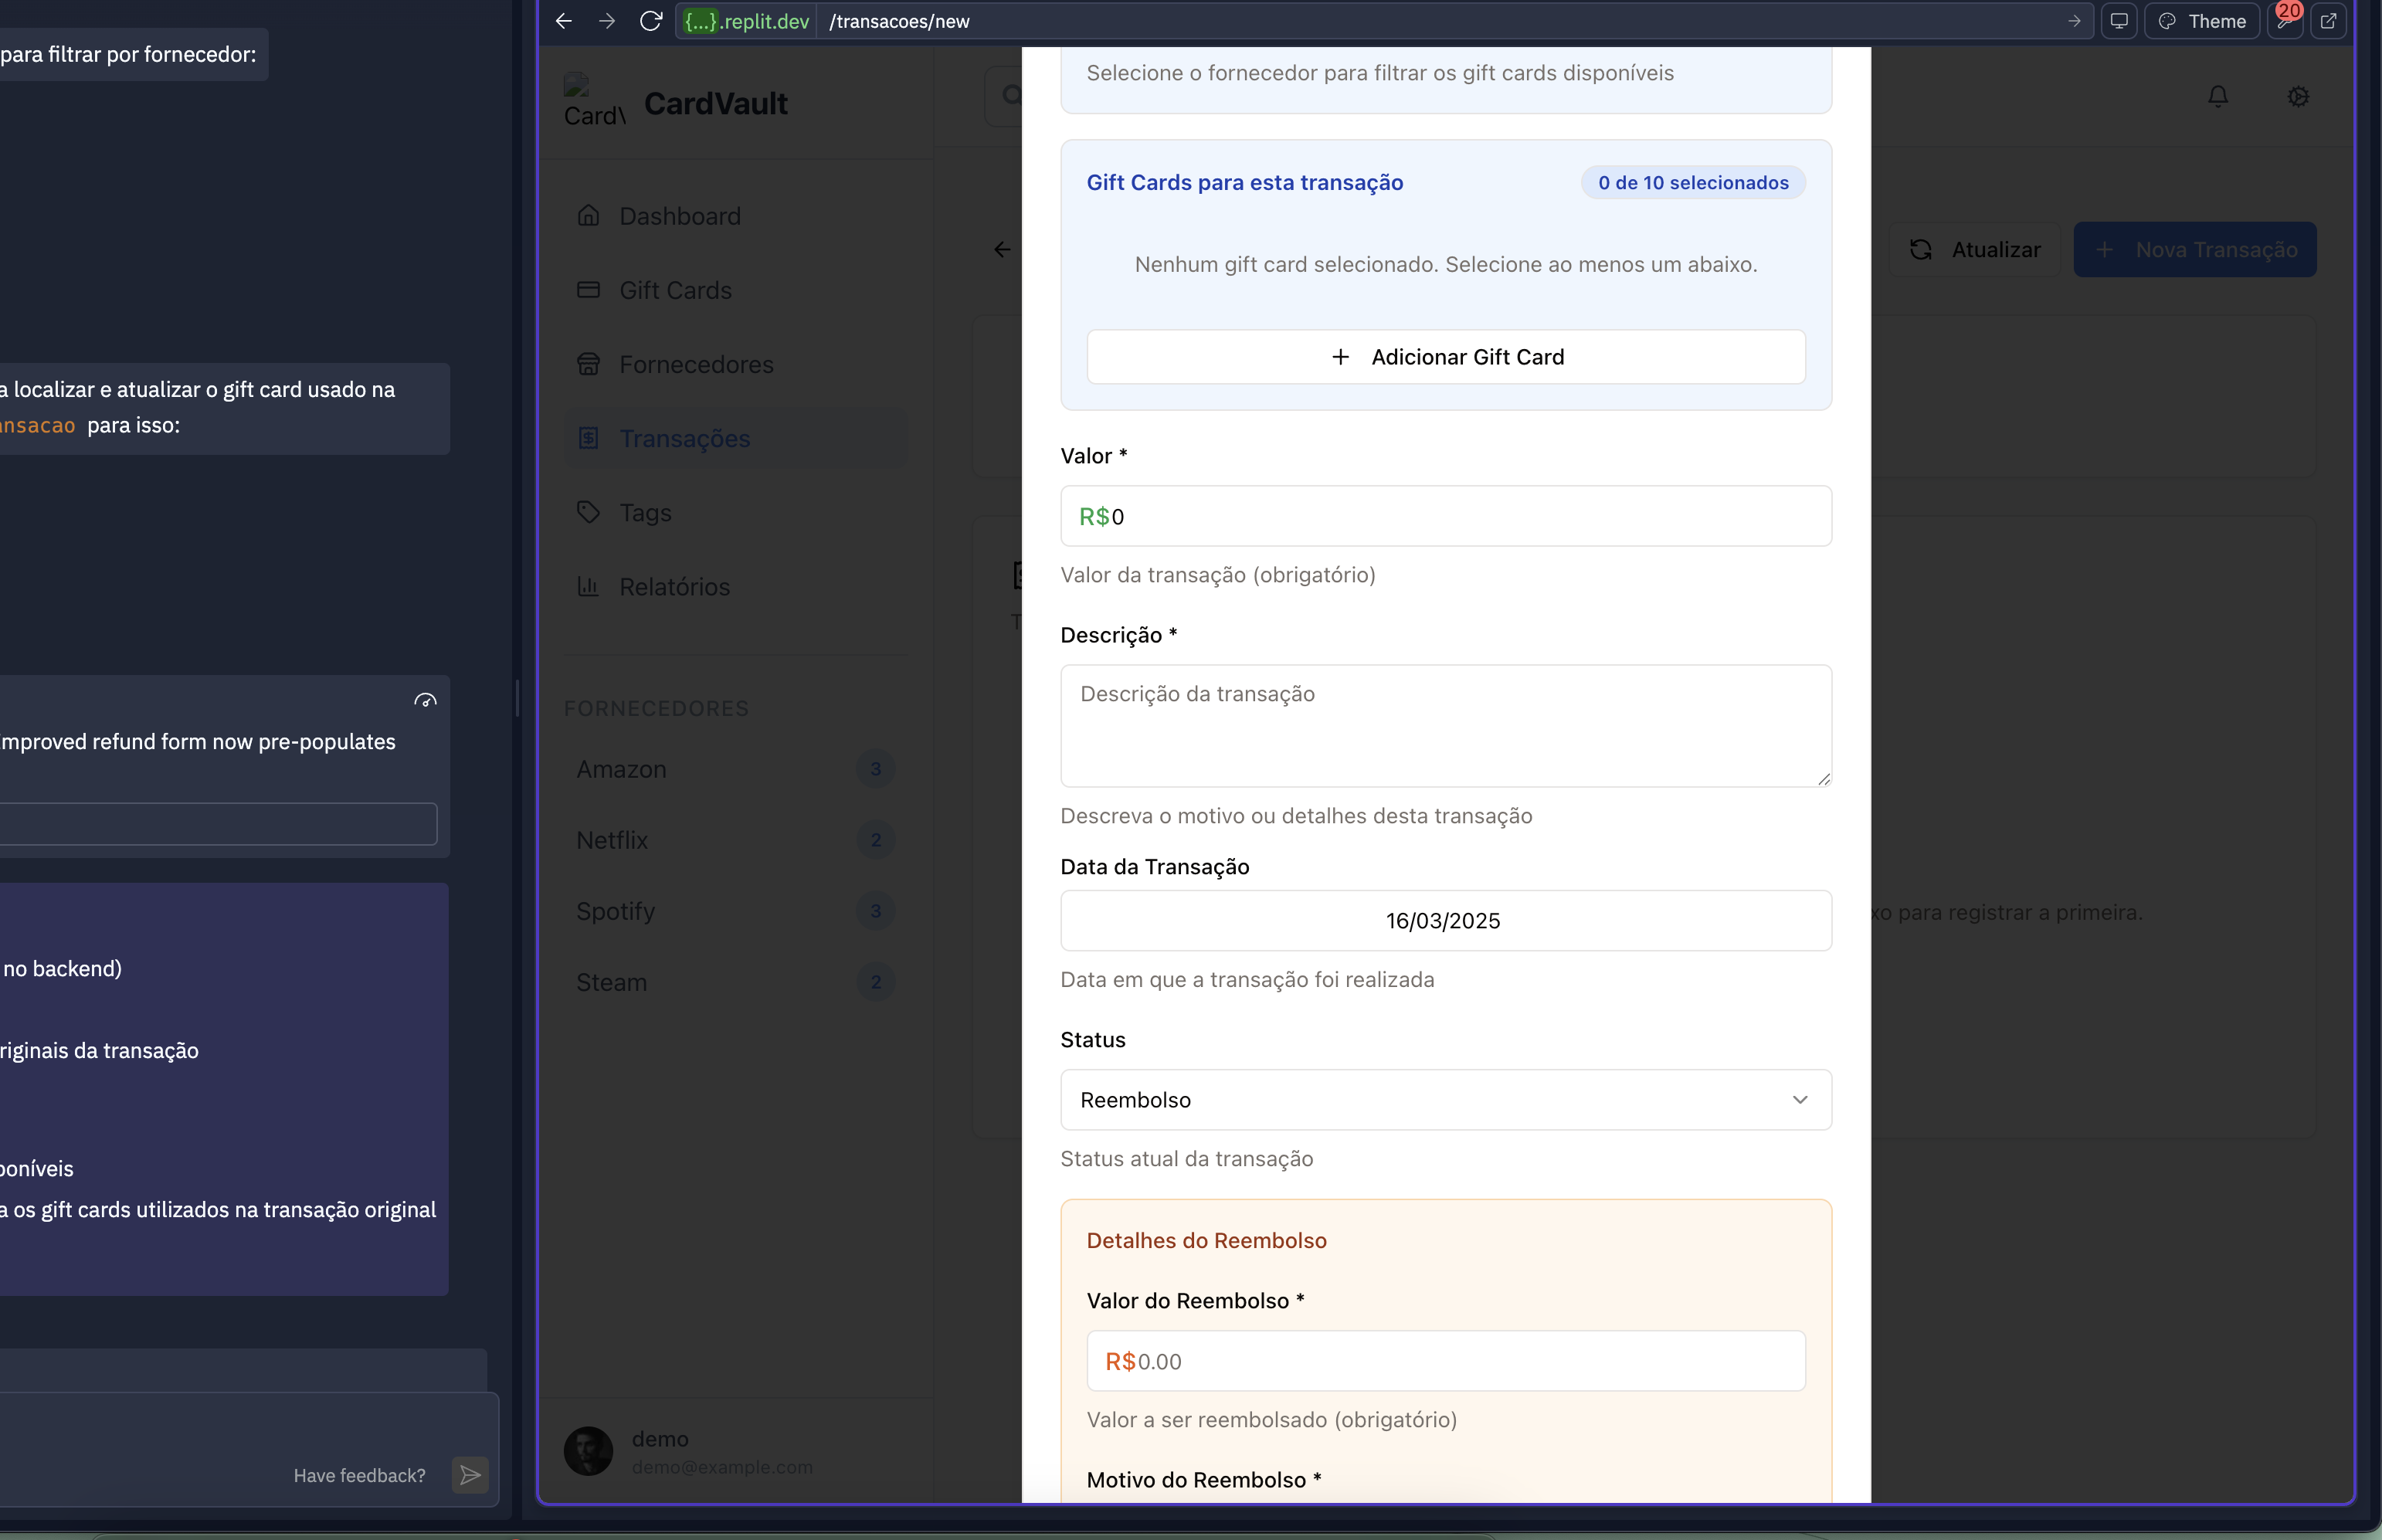 para filtrar por fornecedor:
a localizar e atualizar o gift card usado na
ansacao para isso:
Improved refund form now pre-populates
no backend)
riginais da transação
poníveis
a os gift cards utilizados na transação original
Have feedback?
{...}.replit.dev
/transacoes/new
Theme
20
Card\
CardVault
Dashboard
Gift Cards
Fornecedores
Transações
Tags
Relatórios
FORNECEDORES
Amazon 3
Netflix 2
Spotify 3
Steam 2
demo
demo@example.com
Selecione o fornecedor para filtrar os gift cards disponíveis
Gift Cards para esta transação
0 de 10 selecionados
Nenhum gift card selecionado. Selecione ao menos um abaixo.
+ Adicionar Gift Card
Valor *
R$0
Valor da transação (obrigatório)
Descrição *
Descrição da transação
Descreva o motivo ou detalhes desta transação
Data da Transação
16/03/2025
Data em que a transação foi realizada
Status
Reembolso
Status atual da transação
Detalhes do Reembolso
Valor do Reembolso *
R$0.00
Valor a ser reembolsado (obrigatório)
Motivo do Reembolso *
Atualizar
+ Nova Transação
T
xo para registrar a primeira.